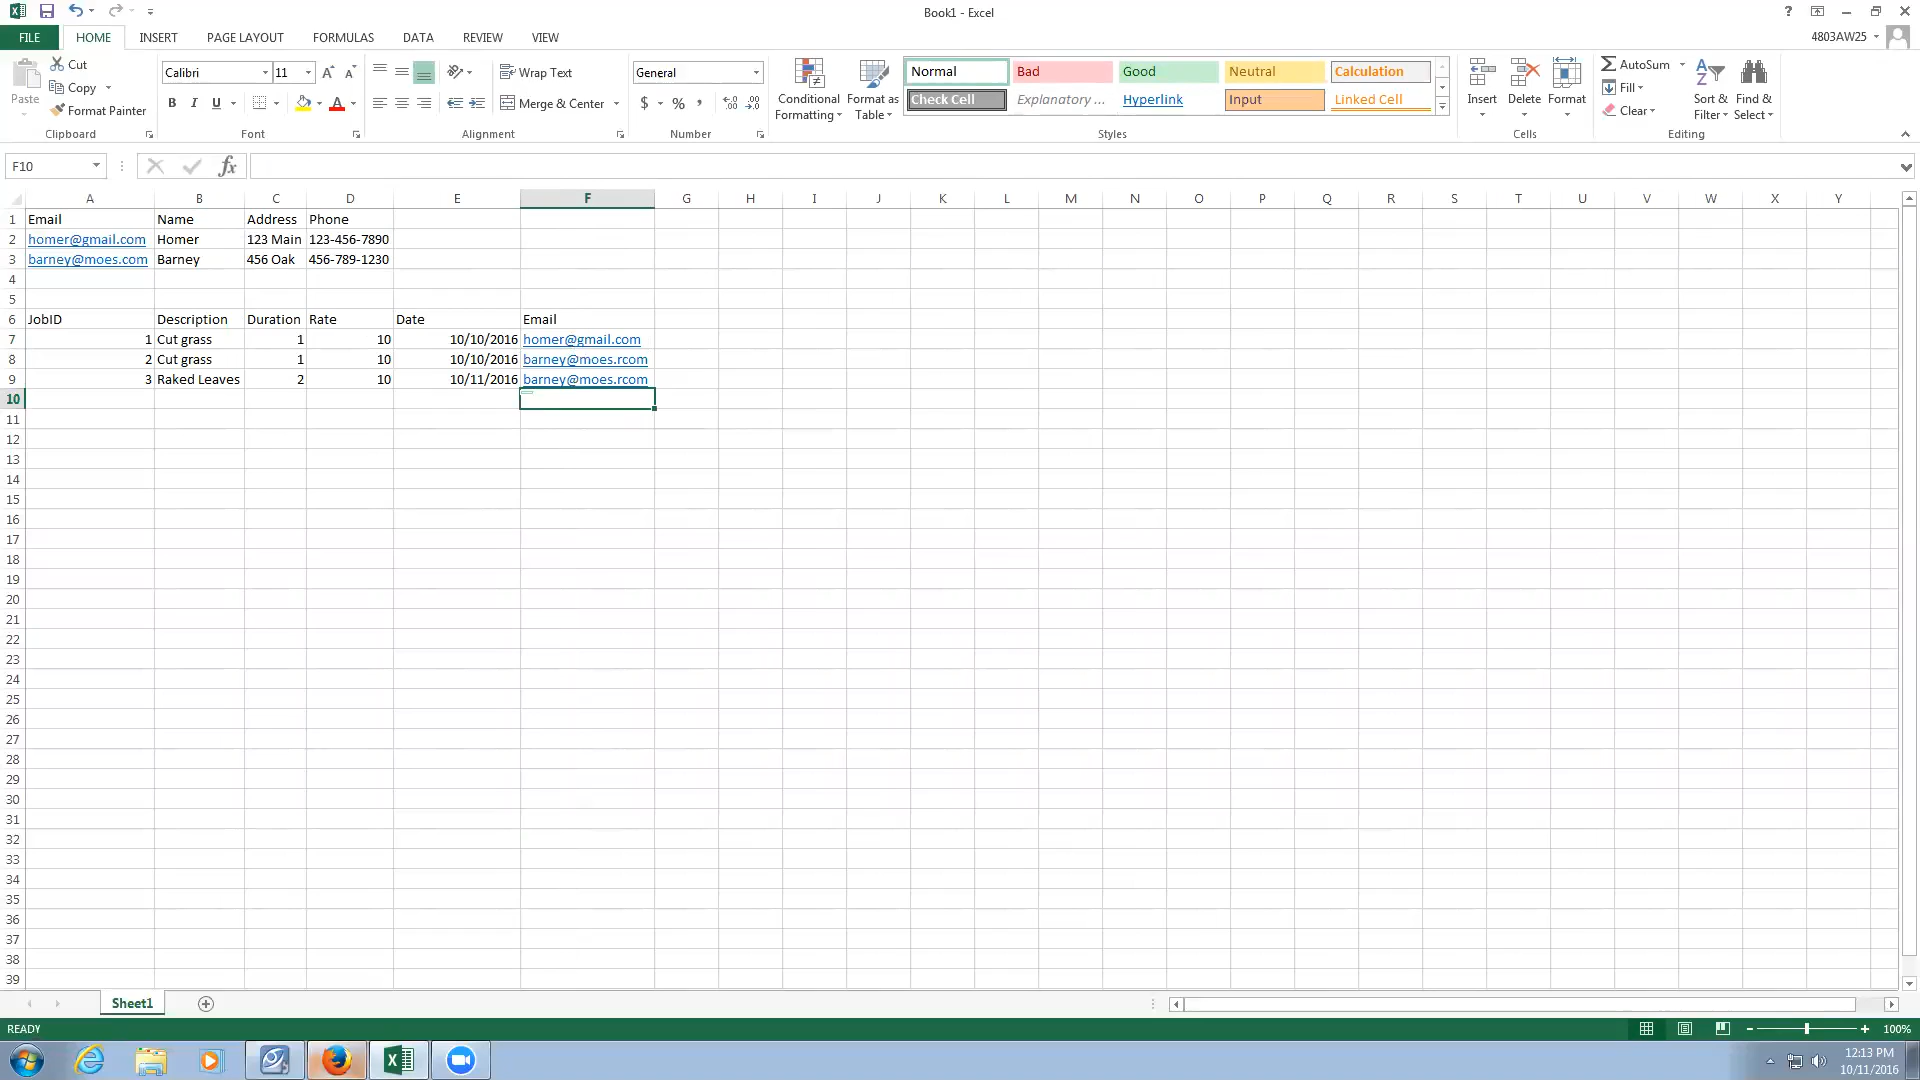 Book1 - Excel
?
FILE HOME INSERT PAGE LAYOUT FORMULAS DATA REVIEW VIEW 4803AW25
Paste Cut Copy Format Painter Clipboard
Calibri 11 B I U A Font
Wrap Text Merge & Center Alignment
General $ % , Number
Conditional Formatting Format as Table
Normal Bad Good Neutral Calculation
Check Cell Explanatory ... Hyperlink Input Linked Cell
Styles
Insert Delete Format Cells
AutoSum Fill Clear Sort & Filter Find & Select Editing
F10 fx
A B C D E F G H I J K L M N O P Q R S T U V W X Y
1 Email Name Address Phone
2 homer@gmail.com Homer 123 Main 123-456-7890
3 barney@moes.com Barney 456 Oak 456-789-1230
4
5
6 JobID Description Duration Rate Date Email
7 1 Cut grass 1 10 10/10/2016 homer@gmail.com
8 2 Cut grass 1 10 10/10/2016 barney@moes.rcom
9 3 Raked Leaves 2 10 10/11/2016 barney@moes.rcom
10
11
12
13
14
15
16
17
18
19
20
21
22
23
24
25
26
27
28
29
30
31
32
33
34
35
36
37
38
39
Sheet1
READY 100%
12:13 PM
10/11/2016